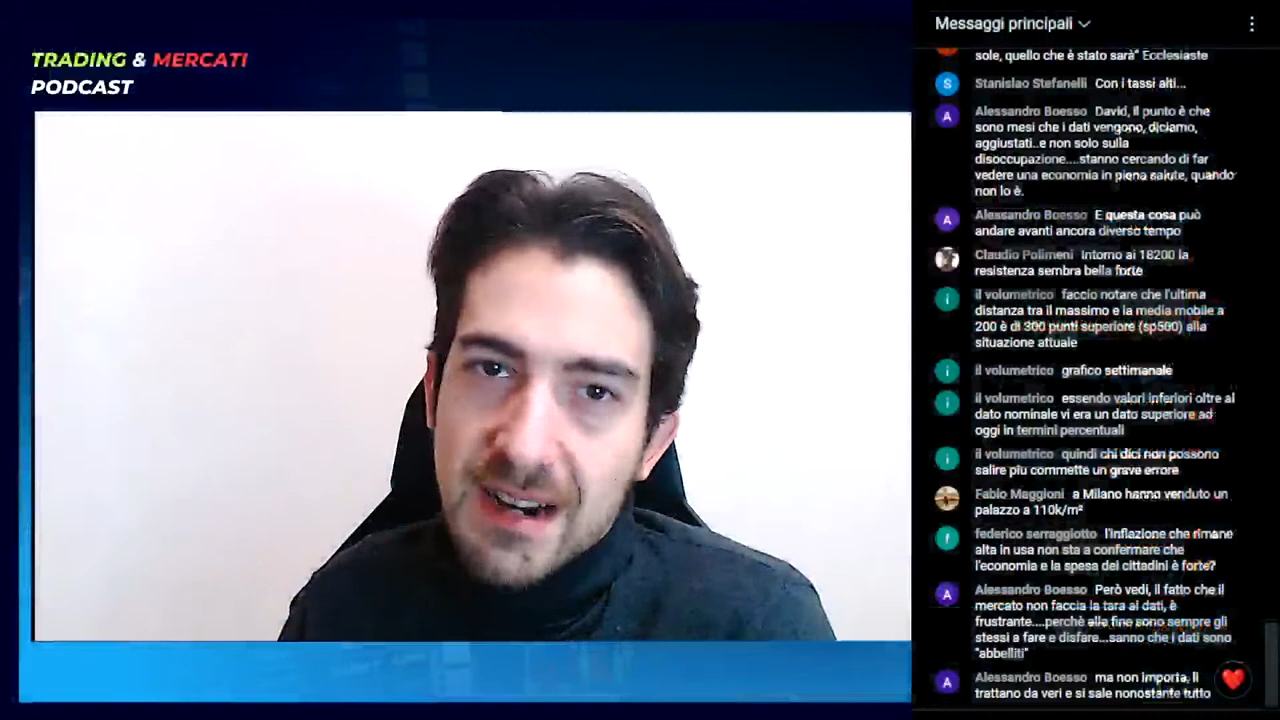 TRADING & MERCATI
PODCAST
Messaggi principali
sole, quello che è stato sarà" Ecclesiaste
S
Stanislao Stefanelli Con i tassi alti...
A
Alessandro Boesso David, il punto è che
sono mesi che i dati vengono, diciamo,
aggiustati..e non solo sulla
disoccupazione....stanno cercando di far
vedere una economia in piena salute, quando
non lo è.
A
Alessandro Boesso E questa cosa può
andare avanti ancora diverso tempo
Claudio Polimeni Intorno ai 18200 la
resistenza sembra bella forte
i
il volumetrico faccio notare che l'ultima
distanza tra il massimo e la media mobile a
200 è di 300 punti superiore (sp500) alla
situazione attuale
i
il volumetrico grafico settimanale
i
il volumetrico essendo valori inferiori oltre al
dato nominale vi era un dato superiore ad
oggi in termini percentuali
i
il volumetrico quindi chi dici non possono
salire piu commette un grave errore
Fabio Maggioni a Milano hanno venduto un
palazzo a 110k/m²
f
federico serraggiotto l'inflazione che rimane
alta in usa non sta a confermare che
l'economia e la spesa dei cittadini è forte?
A
Alessandro Boesso Però vedi, il fatto che il
mercato non faccia la tara ai dati, è
frustrante....perchè alla fine sono sempre gli
stessi a fare e disfare...sanno che i dati sono
"abbelliti"
A
Alessandro Boesso ma non importa, li
trattano da veri e si sale nonostante tutto